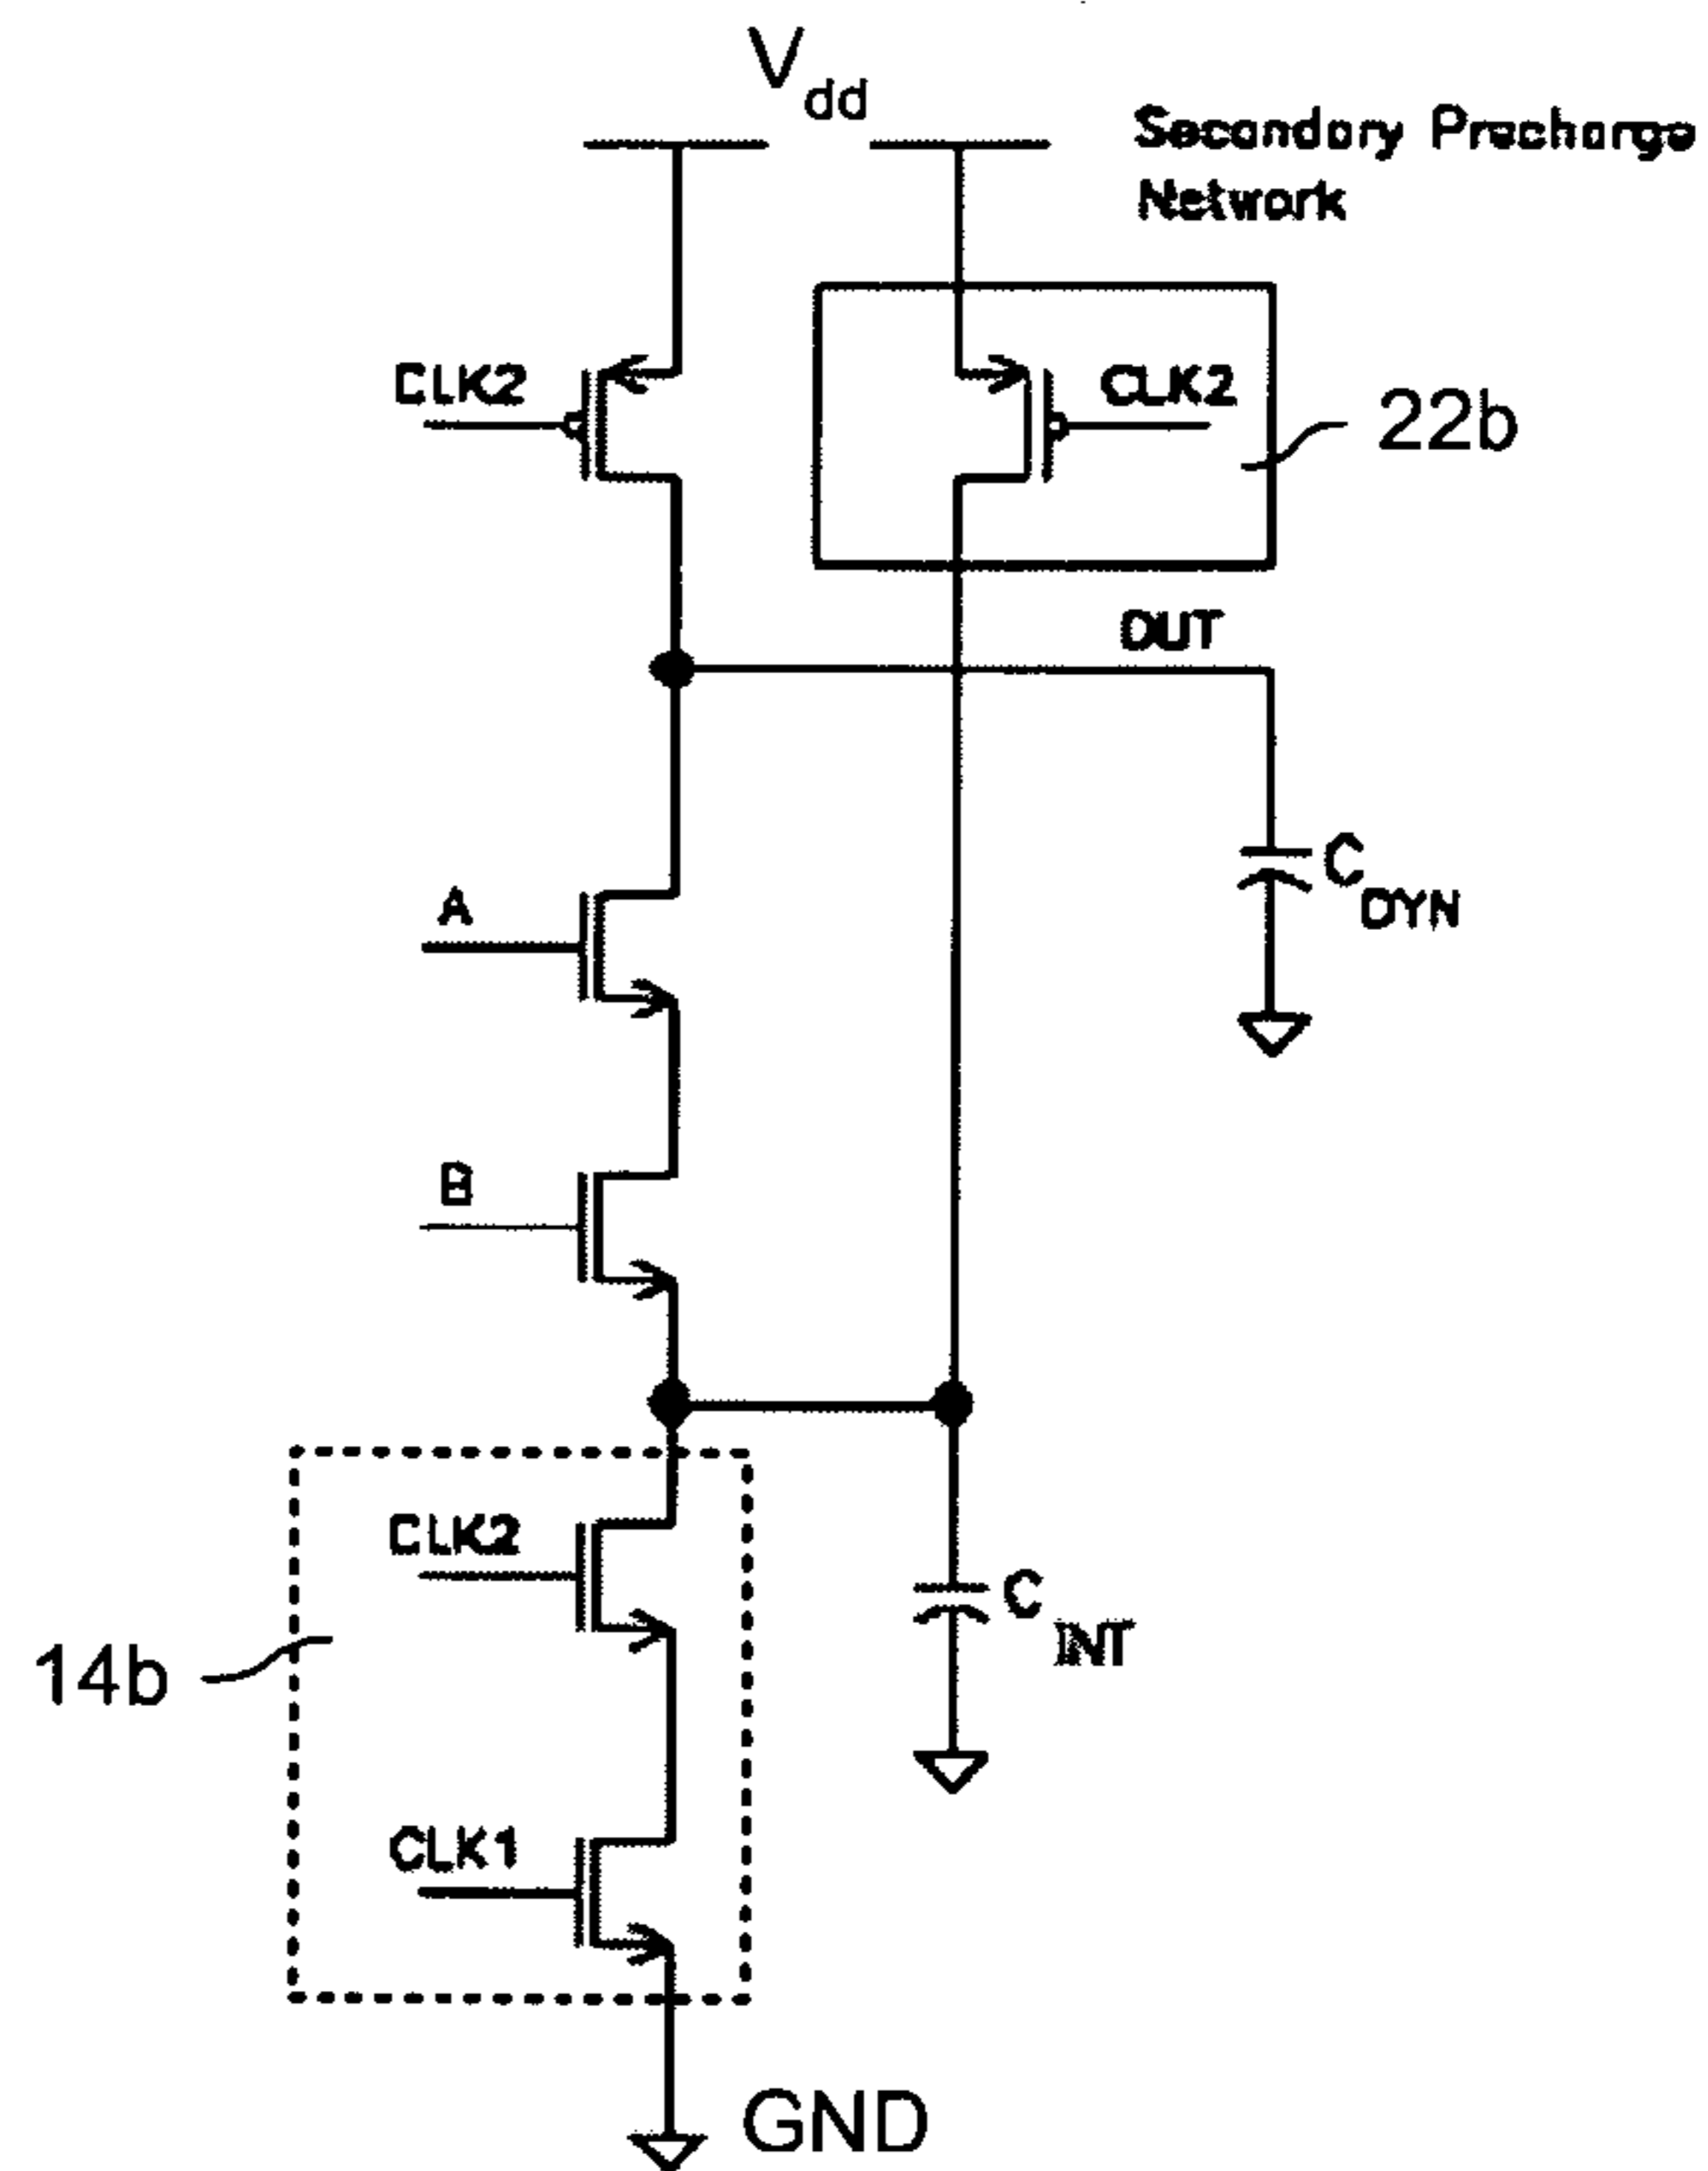 Vdd
Secondary Precharge
Network
CLK2
CLK2
22b
OUT
CDYN
A
B
CLK2
CINT
14b
CLK1
GND